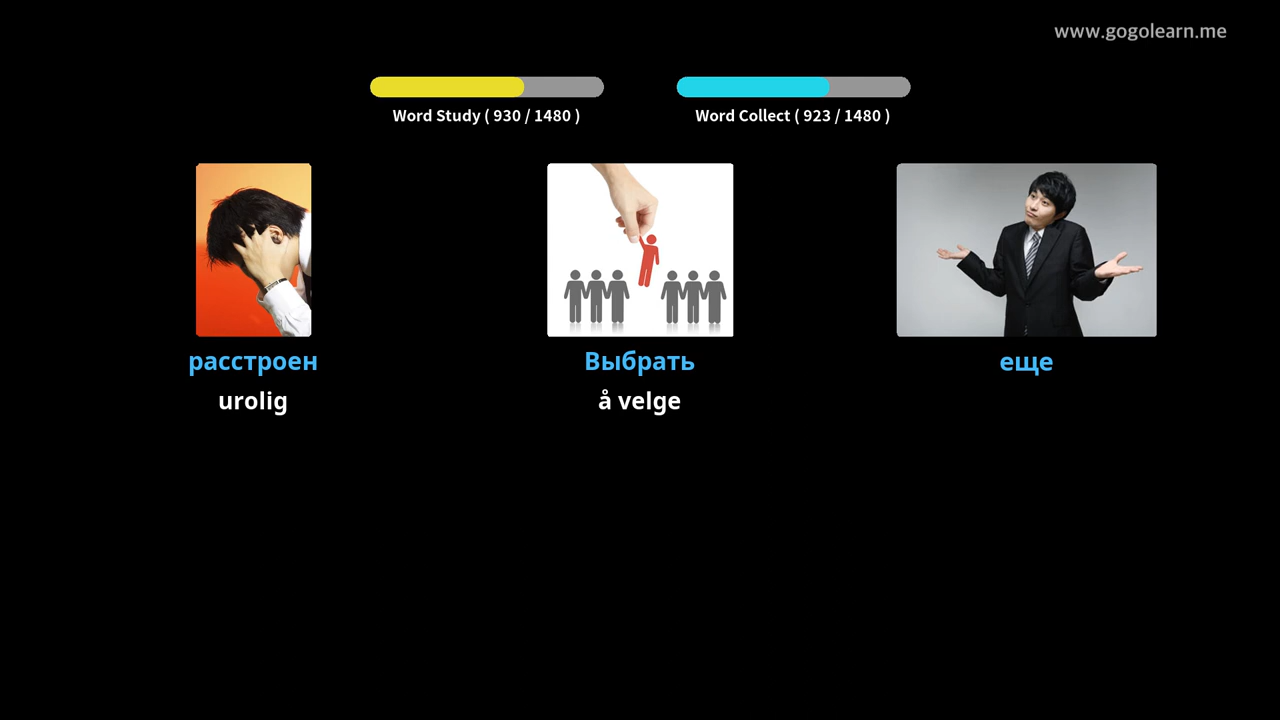 www.gogolearn.me
Word Study ( 930 / 1480 )
Word Collect ( 923 / 1480 )
расстроен
Выбрать
еще
urolig
å velge